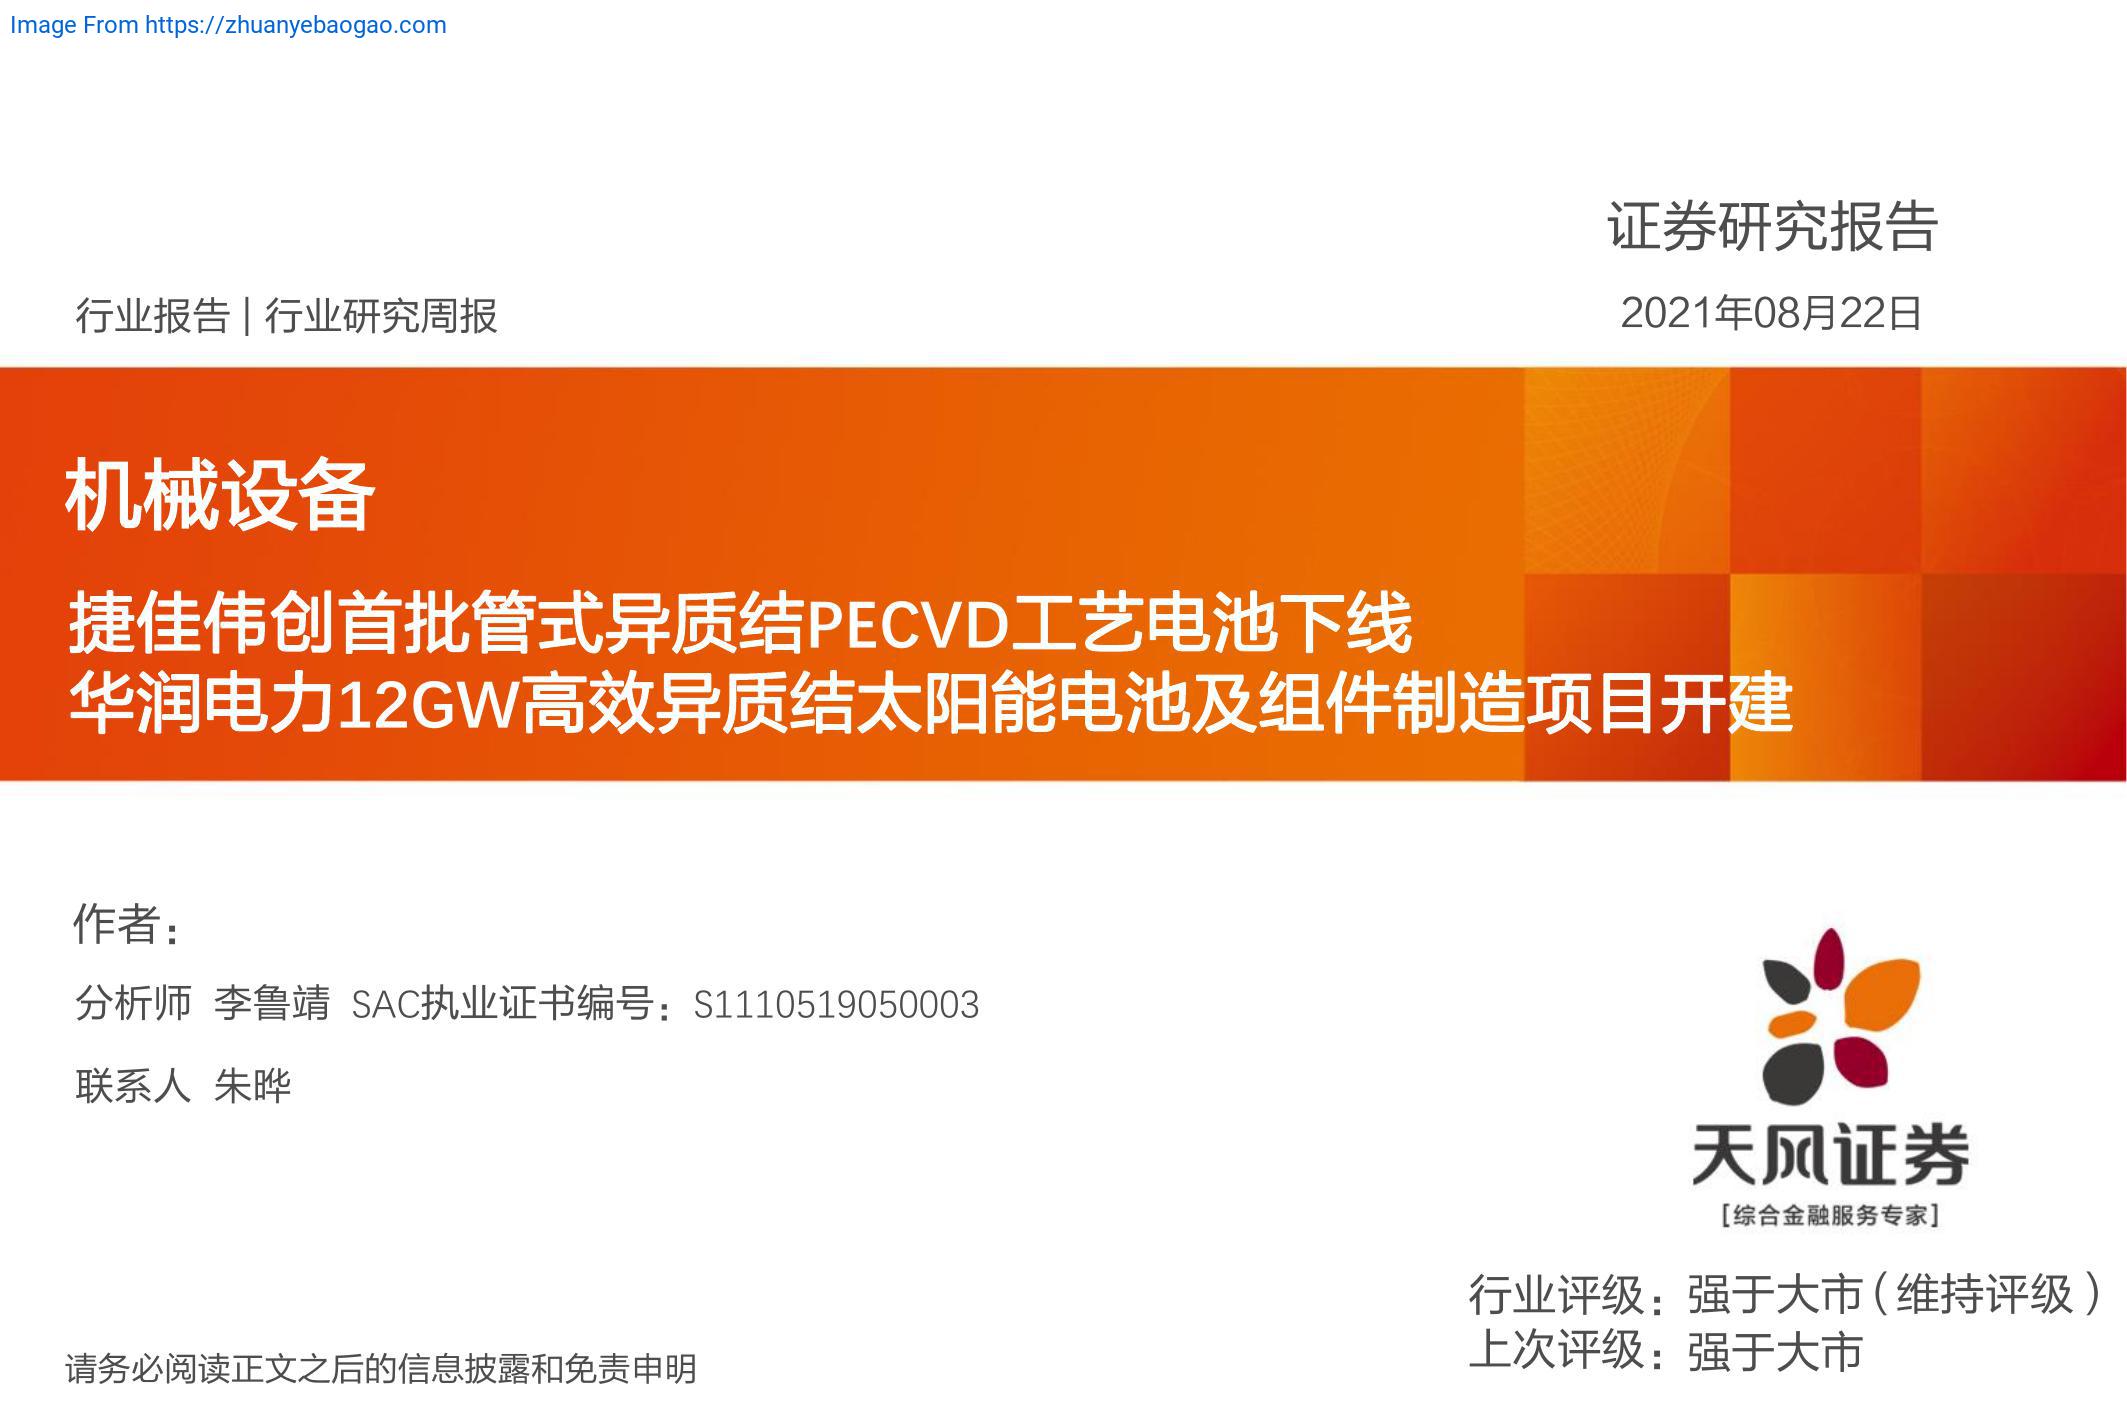 Image From https://zhuanyebaogao.com
证券研究报告
行业报告 | 行业研究周报
2021年08月22日
机械设备
捷佳伟创首批管式异质结PECVD工艺电池下线
华润电力12GW高效异质结太阳能电池及组件制造项目开建
作者：
分析师 李鲁靖 SAC执业证书编号：S1110519050003
联系人 朱晔
天风证券
[综合金融服务专家]
行业评级：强于大市（维持评级）
上次评级：强于大市
请务必阅读正文之后的信息披露和免责申明